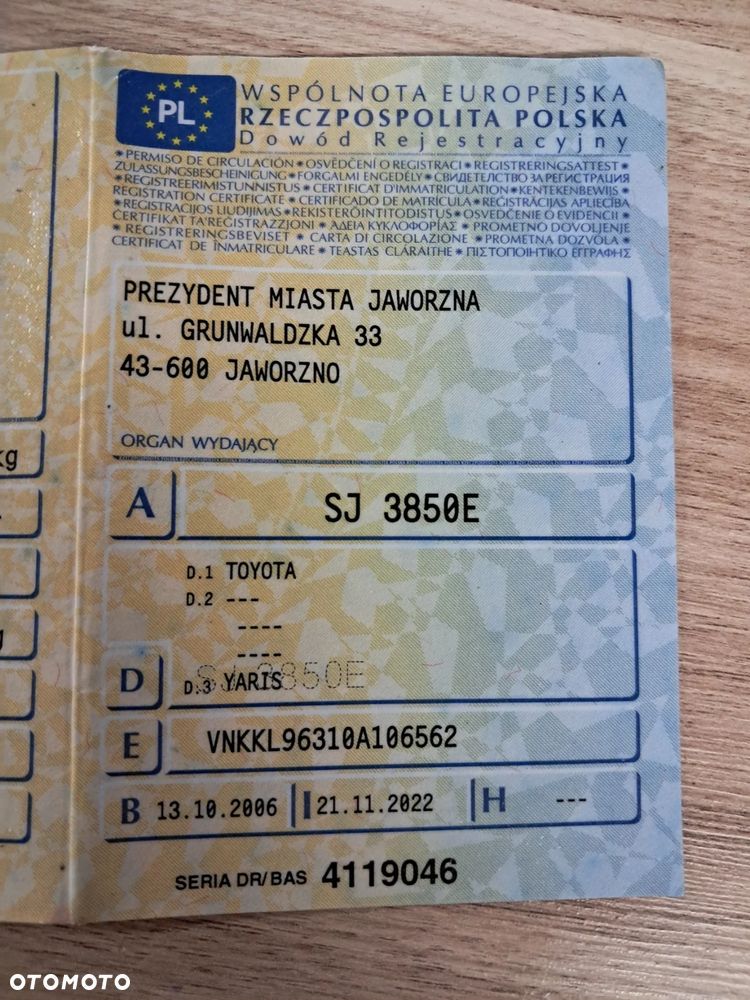 PL
WSPÓLNOTA EUROPEJSKA
RZECZPOSPOLITA POLSKA
Dowód Rejestracyjny
*PERMISO DE CIRCULACIÓN*OSVĚDČENÍ O REGISTRACI*REGISTRERINGSATTEST*
ZULASSUNGSBESCHEINIGUNG*FORGALMI ENGEDÉLY*СВИДЕТЕЛСТВО ЗА РЕГИСТРАЦИЯ
*REGISTREERIMISTUNNISTUS*CERTIFICAT D'IMMATRICULATION*KENTEKENBEWIJS
REGISTRATION CERTIFICATE*CERTIFICADO DE MATRÍCULA*REĢISTRĀCIJAS APLIECĪBA
*REGISTRACIJOS LIUDIJIMAS*REKISTERÖINTITODISTUS*OSVEDČENIE O EVIDENCII*
ĊERTIFIKAT TA'REĠISTRAZZJONI*ΑΔΕΙΑ ΚΥΚΛΟΦΟΡΙΑΣ*PROMETNO DOVOLJENJE
*REGISTRERINGSBEVISET*CARTA DI CIRCOLAZIONE*PROMETNA DOZVOLA*
CERTIFICAT DE ÎNMATRICULARE*TEASTAS CLÁRAITHE*ΠΙΣΤΟΠΟΙΗΤΙΚΟ ΕΓΓΡΑΦΗΣ
PREZYDENT MIASTA JAWORZNA
ul. GRUNWALDZKA 33
43-600 JAWORZNO
ORGAN WYDAJĄCY
kg
A SJ 3850E
D.1 TOYOTA
D.2 ---
----
----
D D.3 YARIS
SJ 3850E
E VNKKL96310A106562
B 13.10.2006 I 21.11.2022 H ---
SERIA DR/BAS 4119046
OTOMOTO